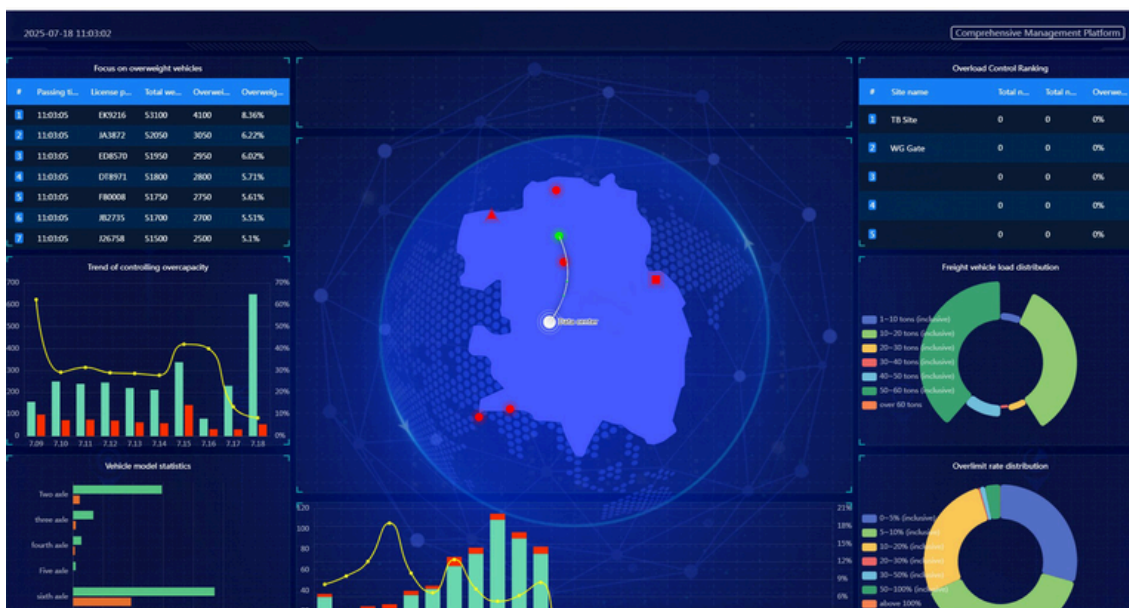 2025-07-18 11:03:02
Comprehensive Management Platform
Focus on overweight vehicles
# Passing ti... License p... Total we... Overwei... Overweig...
1 11:03:05 EK9216 53100 4100 8.36%
2 11:03:05 JA3872 52050 3050 6.22%
3 11:03:05 ED8570 51950 2950 6.02%
4 11:03:05 DT8971 51800 2800 5.71%
5 11:03:05 F80008 51750 2750 5.61%
6 11:03:05 J82735 51700 2700 5.51%
7 11:03:05 J26758 51500 2500 5.1%
Trend of controlling overcapacity
700 70%
600 60%
500 50%
400 40%
300 30%
200 20%
100 10%
0 0%
7.09 7.10 7.11 7.12 7.13 7.14 7.15 7.16 7.17 7.18
Vehicle model statistics
Two axle
three axle
fourth axle
Five axle
sixth axle
Data center
120 21%
100 18%
80 15%
60 12%
40 9%
20 6%
Overload Control Ranking
# Site name Total n... Total n... Overwe...
1 TB Site 0 0 0%
2 WG Gate 0 0 0%
3 0 0 0%
4 0 0 0%
5 0 0 0%
Freight vehicle load distribution
1~10 tons (inclusive)
10~20 tons (inclusive)
20~30 tons (inclusive)
30~40 tons (inclusive)
40~50 tons (inclusive)
50~60 tons (inclusive)
over 60 tons
Overlimit rate distribution
0~5% (inclusive)
5~10% (inclusive)
10~20% (inclusive)
20~30% (inclusive)
30~50% (inclusive)
50~100% (inclusive)
above 100%